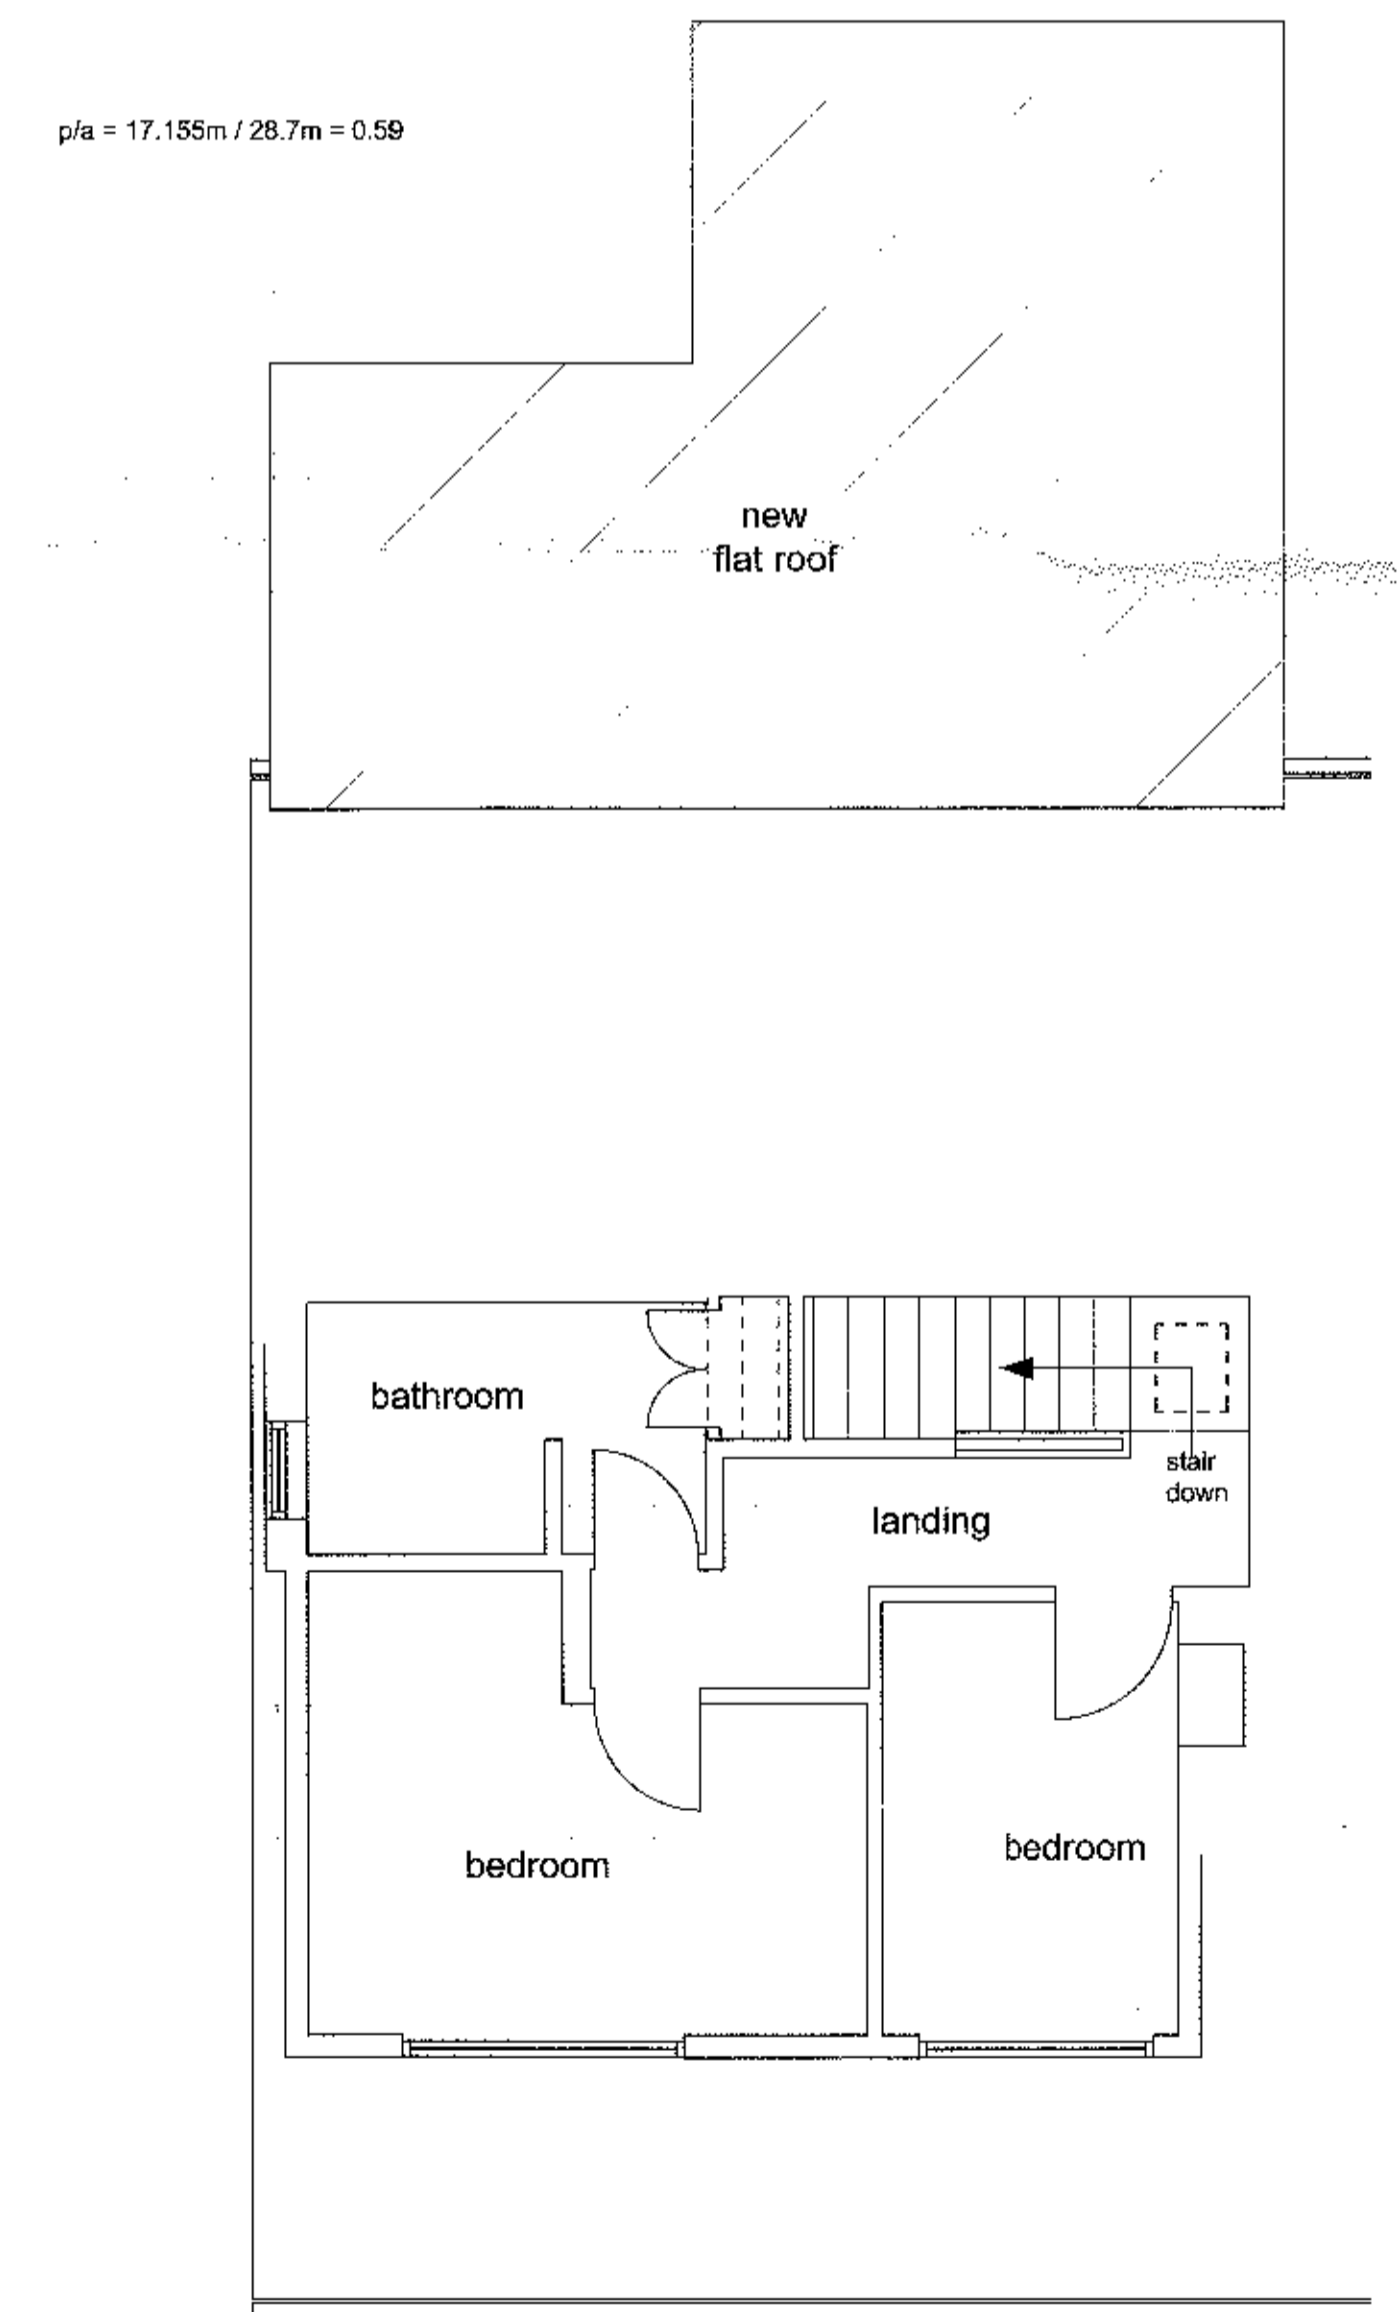 p/a = 17.155m / 28.7m = 0.59
new
flat roof
bathroom
stair
down
landing
bedroom
bedroom